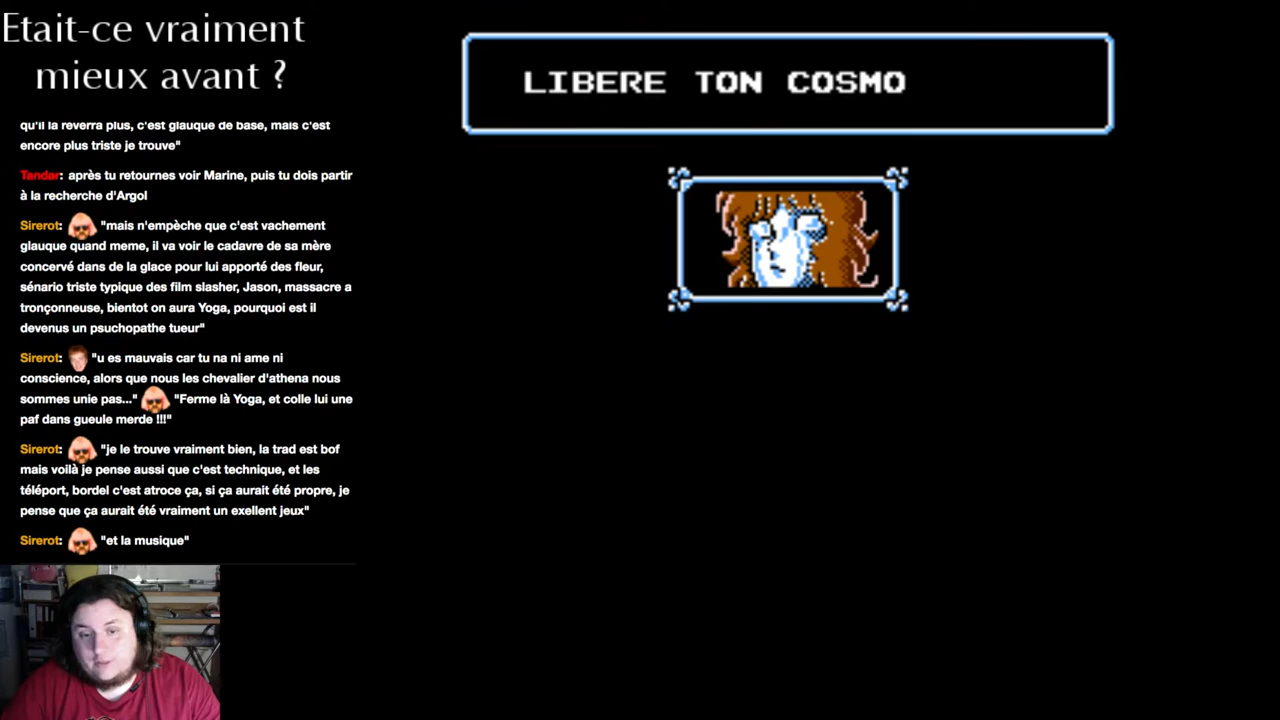 Etait-ce vraiment
mieux avant ?
qu'il la reverra plus, c'est glauque de base, mais c'est
encore plus triste je trouve"
Tandar: après tu retournes voir Marine, puis tu dois partir
à la recherche d'Argol
Sirerot: "mais n'empèche que c'est vachement
glauque quand meme, il va voir le cadavre de sa mère
concervé dans de la glace pour lui apporté des fleur,
sénario triste typique des film slasher, Jason, massacre a
tronçonneuse, bientot on aura Yoga, pourquoi est il
devenus un psuchopathe tueur"
Sirerot: "u es mauvais car tu na ni ame ni
conscience, alors que nous les chevalier d'athena nous
sommes unie pas..." "Ferme là Yoga, et colle lui une
paf dans gueule merde !!!"
Sirerot: "je le trouve vraiment bien, la trad est bof
mais voilà je pense aussi que c'est technique, et les
téléport, bordel c'est atroce ça, si ça aurait été propre, je
pense que ça aurait été vraiment un exellent jeux"
Sirerot: "et la musique"
LIBERE TON COSMO